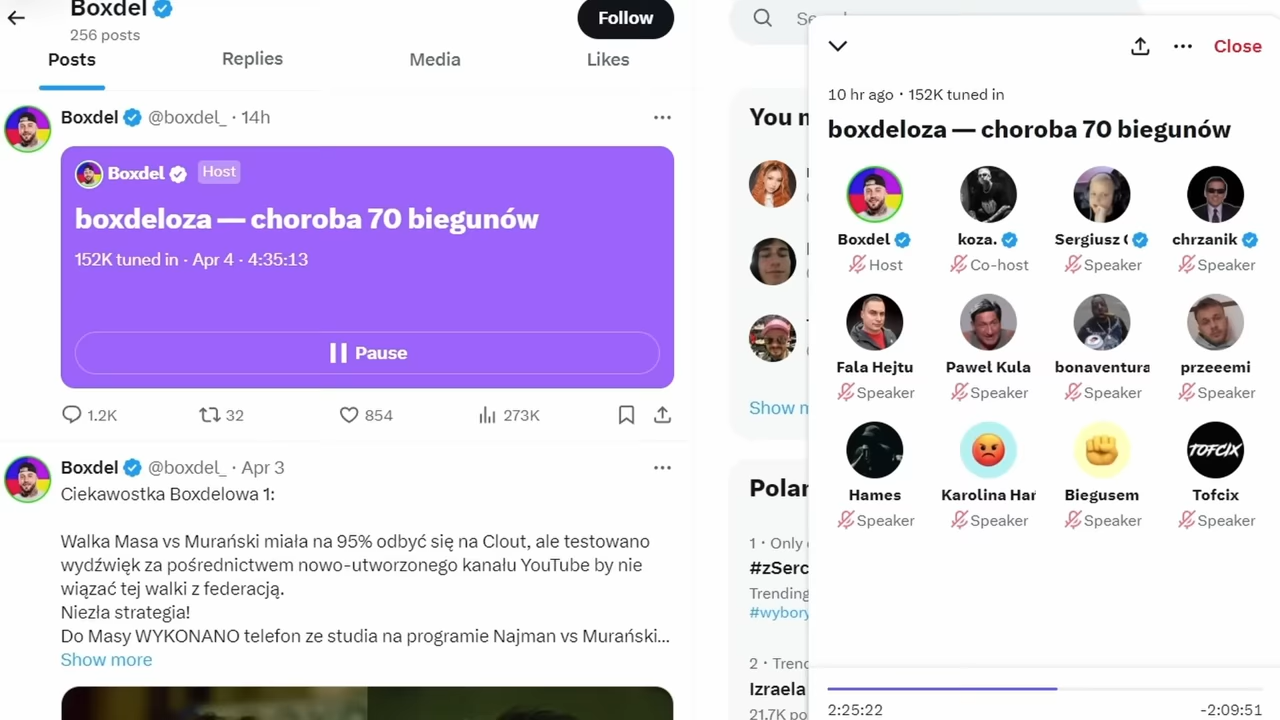 Boxdel
256 posts
Follow
Posts
Replies
Media
Likes
Boxdel @boxdel_ · 14h
Boxdel Host
boxdeloza — choroba 70 biegunów
152K tuned in · Apr 4 · 4:35:13
Pause
1.2K
32
854
273K
Boxdel @boxdel_ · Apr 3
Ciekawostka Boxdelowa 1:
Walka Masa vs Murański miała na 95% odbyć się na Clout, ale testowano
wydźwięk za pośrednictwem nowo-utworzonego kanału YouTube by nie
wiązać tej walki z federacją.
Niezła strategia!
Do Masy WYKONANO telefon ze studia na programie Najman vs Murański...
Show more
You
Show
Polar
1 · Only
#zSerc
Trending
#wybory
2 · Trend
Izraela
21.7K po
Close
10 hr ago · 152K tuned in
boxdeloza — choroba 70 biegunów
Boxdel
Host
koza.
Co-host
Sergiusz
Speaker
chrzanik
Speaker
Fala Hejtu
Speaker
Pawel Kula
Speaker
bonaventura
Speaker
przeeemi
Speaker
Hames
Speaker
Karolina Har
Speaker
Biegusem
Speaker
TOFCIX
Tofcix
Speaker
2:25:22
-2:09:51